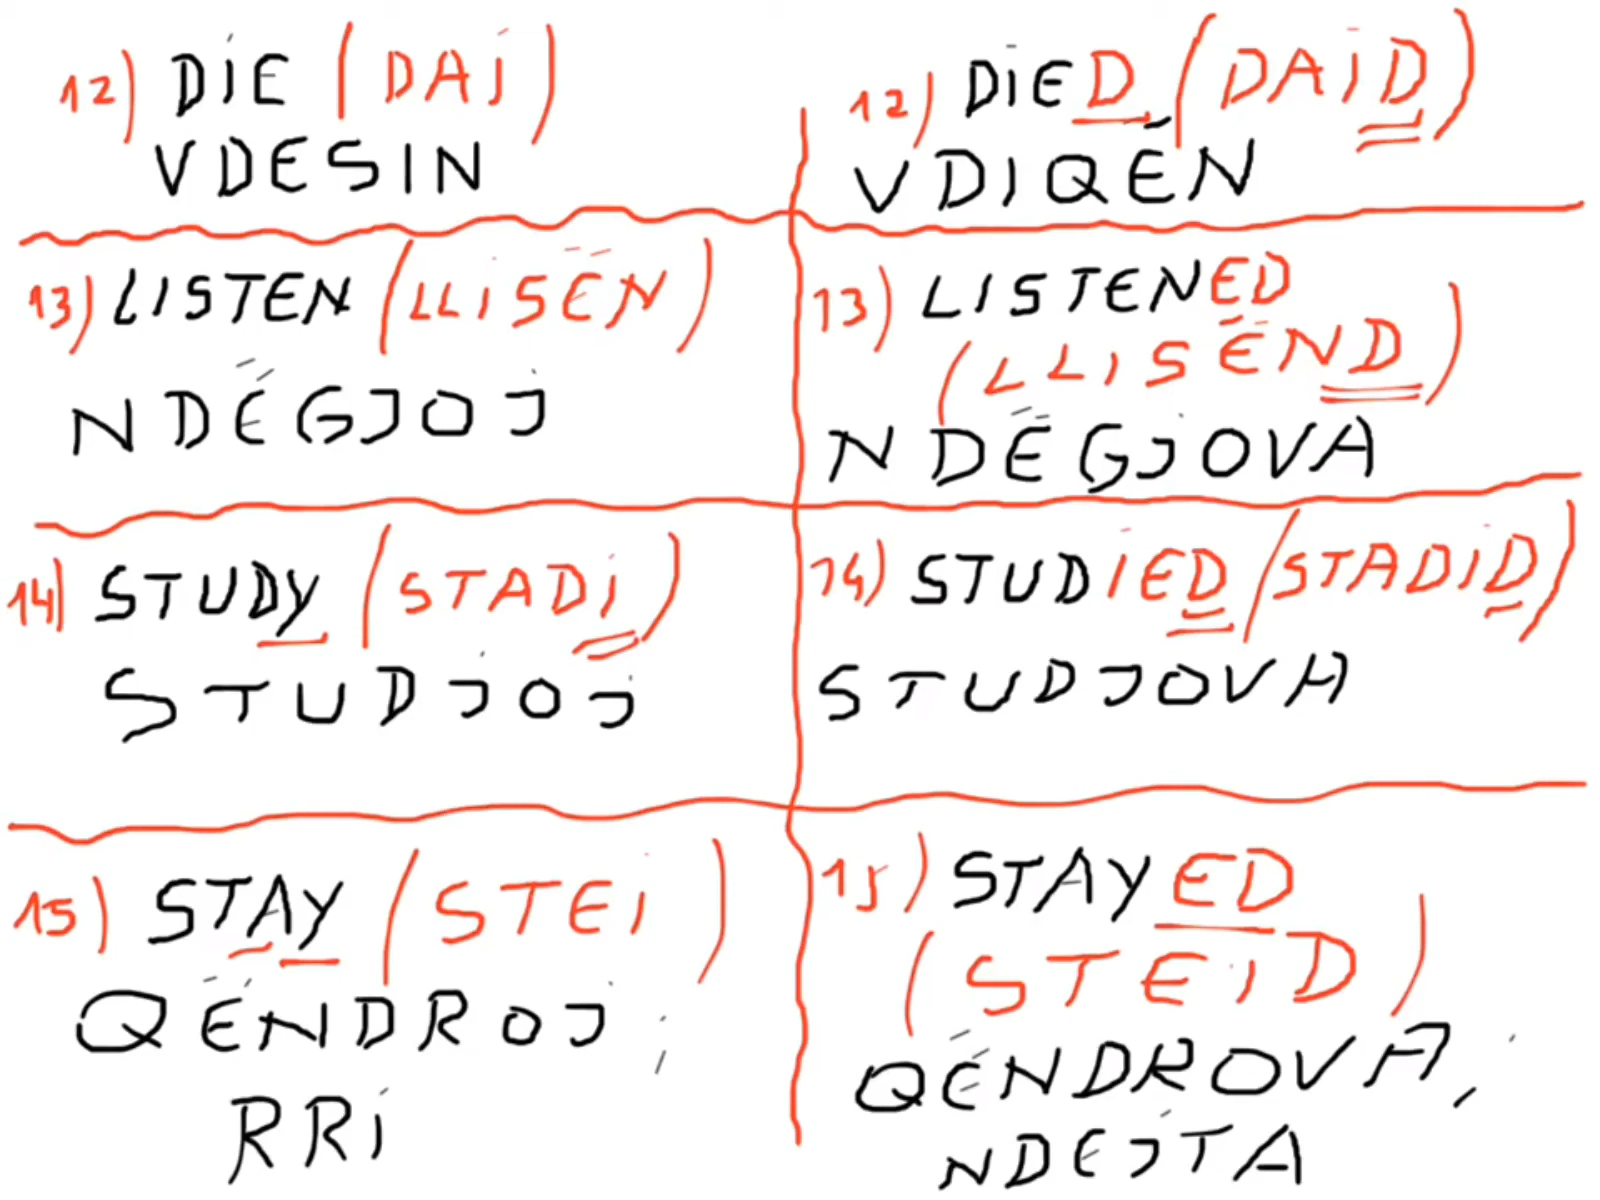 12) DIE (DAJ)
VDESIN
12) DIED (DAID)
VDIQËN
13) LISTEN (LLISËN)
NDËGJOJ
13) LISTENED
(LLISËND)
NDËGJOVA
14) STUDY (STADI)
STUDJOJ
14) STUDIED (STADID)
STUDJOVA
15) STAY (STEI)
QËNDROJ;
RRI
15) STAYED
(STEID)
QËNDROVA,
NDEJTA